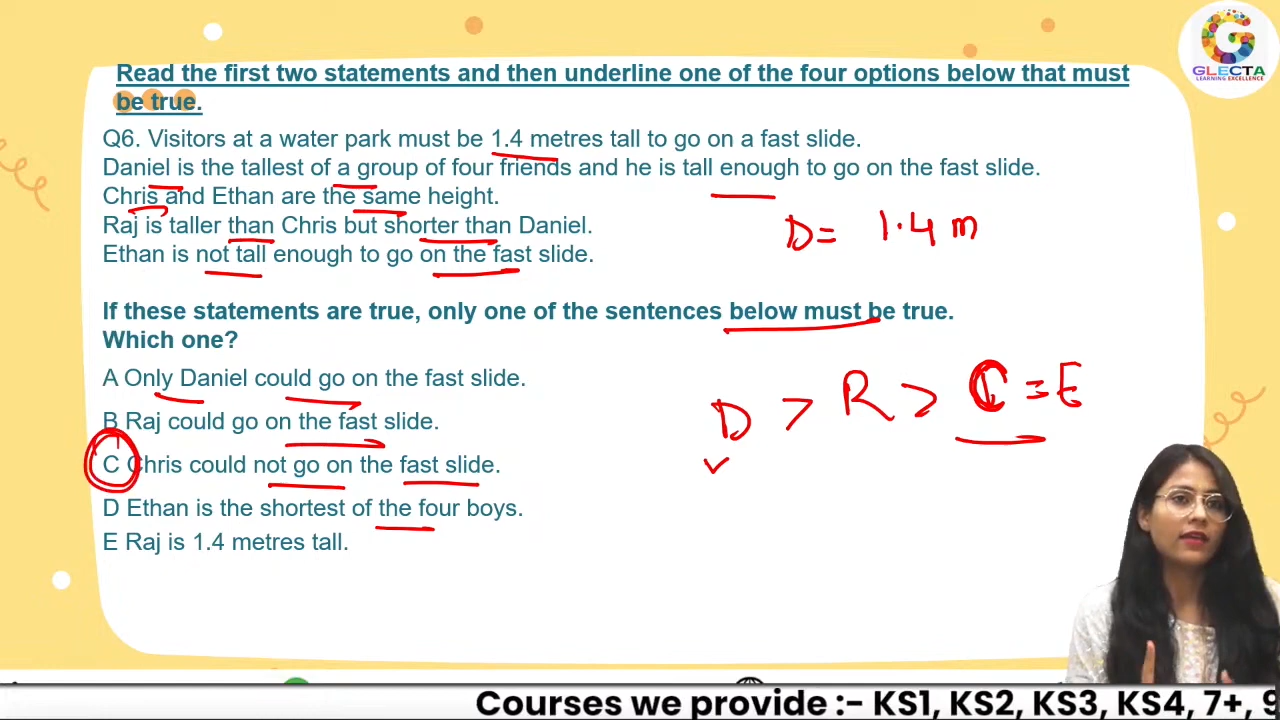 GLECTA
LEARNING EXCELLENCE
Read the first two statements and then underline one of the four options below that must
be true.
Q6. Visitors at a water park must be 1.4 metres tall to go on a fast slide.
Daniel is the tallest of a group of four friends and he is tall enough to go on the fast slide.
Chris and Ethan are the same height.
Raj is taller than Chris but shorter than Daniel.
D= 1.4 m
Ethan is not tall enough to go on the fast slide.
If these statements are true, only one of the sentences below must be true.
Which one?
A Only Daniel could go on the fast slide.
D > R > C = E
B Raj could go on the fast slide.
C Chris could not go on the fast slide.
D Ethan is the shortest of the four boys.
E Raj is 1.4 metres tall.
Courses we provide :- KS1, KS2, KS3, KS4, 7+, 9